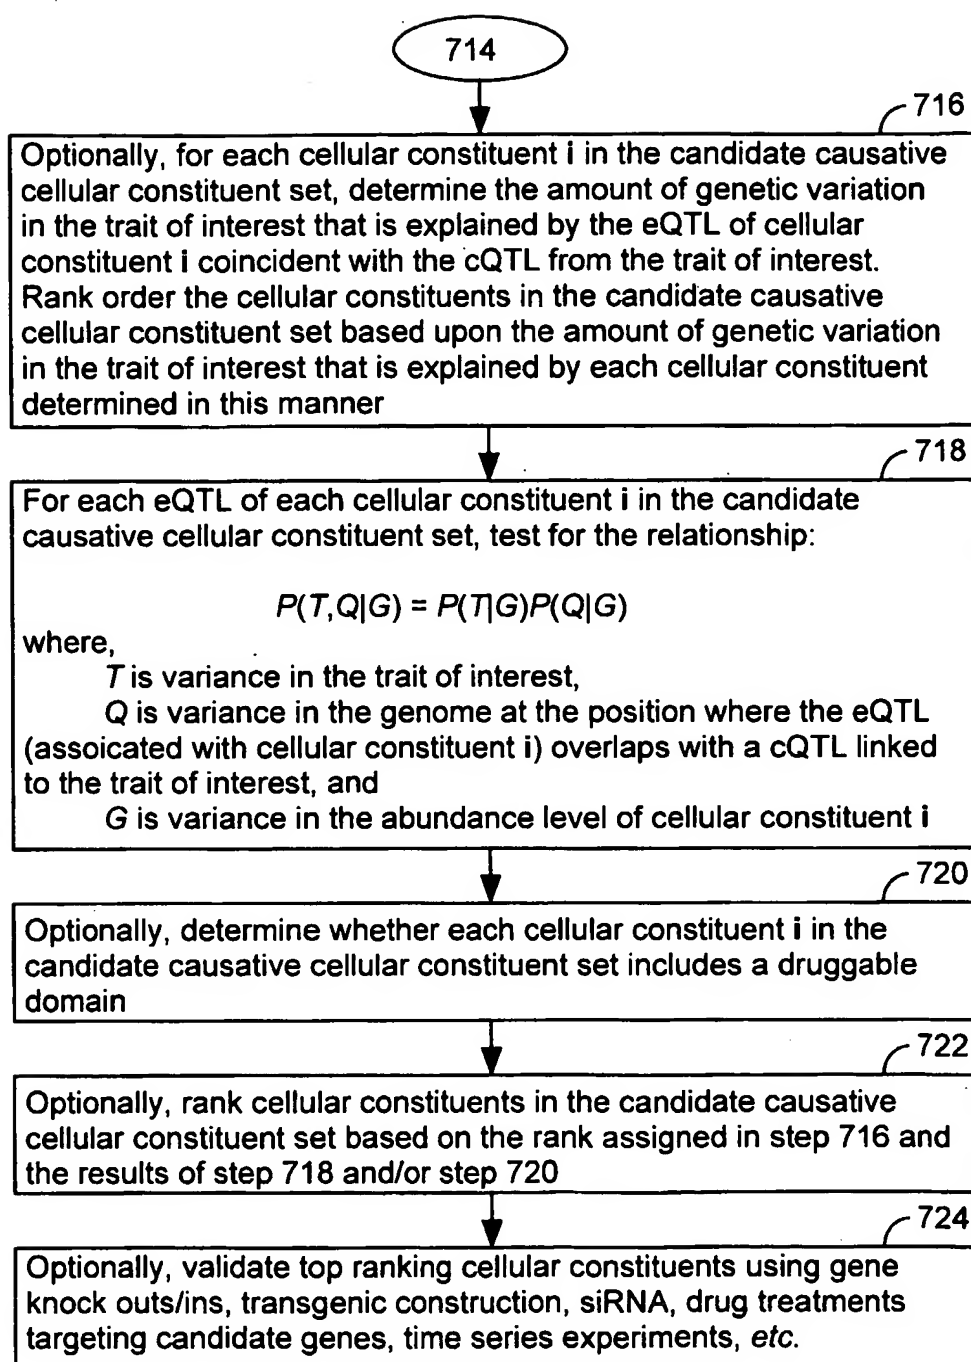 714
716
Optionally, for each cellular constituent i in the candidate causative
cellular constituent set, determine the amount of genetic variation
in the trait of interest that is explained by the eQTL of cellular
constituent i coincident with the cQTL from the trait of interest.
Rank order the cellular constituents in the candidate causative
cellular constituent set based upon the amount of genetic variation
in the trait of interest that is explained by each cellular constituent
determined in this manner
718
For each eQTL of each cellular constituent i in the candidate
causative cellular constituent set, test for the relationship:
P(T,Q|G) = P(T|G)P(Q|G)
where,
T is variance in the trait of interest,
Q is variance in the genome at the position where the eQTL
(assoicated with cellular constituent i) overlaps with a cQTL linked
to the trait of interest, and
G is variance in the abundance level of cellular constituent i
720
Optionally, determine whether each cellular constituent i in the
candidate causative cellular constituent set includes a druggable
domain
722
Optionally, rank cellular constituents in the candidate causative
cellular constituent set based on the rank assigned in step 716 and
the results of step 718 and/or step 720
724
Optionally, validate top ranking cellular constituents using gene
knock outs/ins, transgenic construction, siRNA, drug treatments
targeting candidate genes, time series experiments, etc.